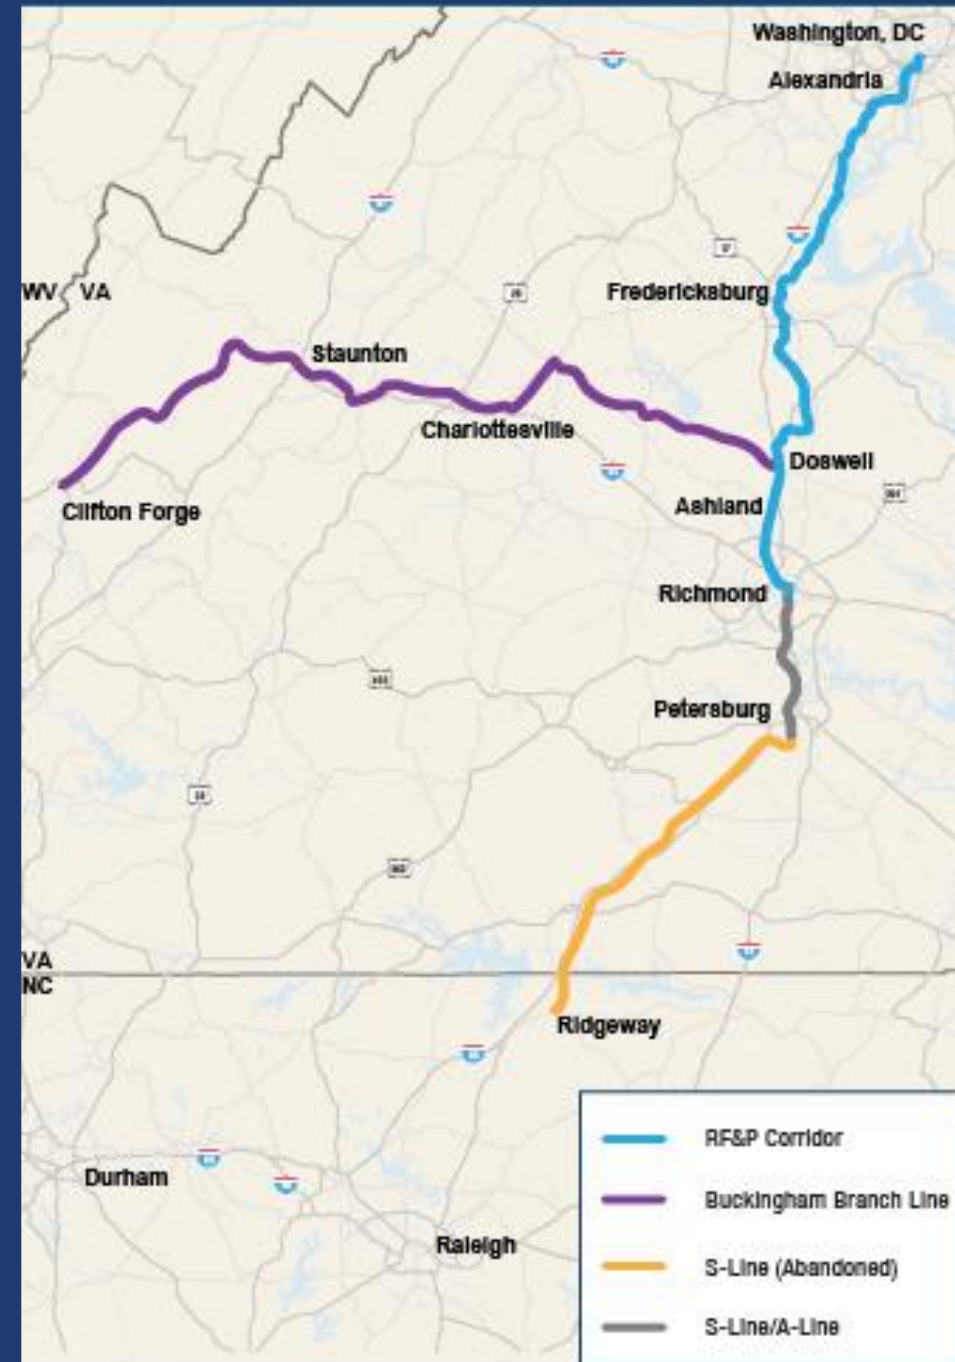 Washington, DC
Alexandria
WV VA
Fredericksburg
Staunton
Charlottesville
Doswell
Ashland
Clifton Forge
Richmond
Petersburg
VA
NC
Ridgeway
Durham
Raleigh
RF&P Corridor
Buckingham Branch Line
S-Line (Abandoned)
S-Line/A-Line